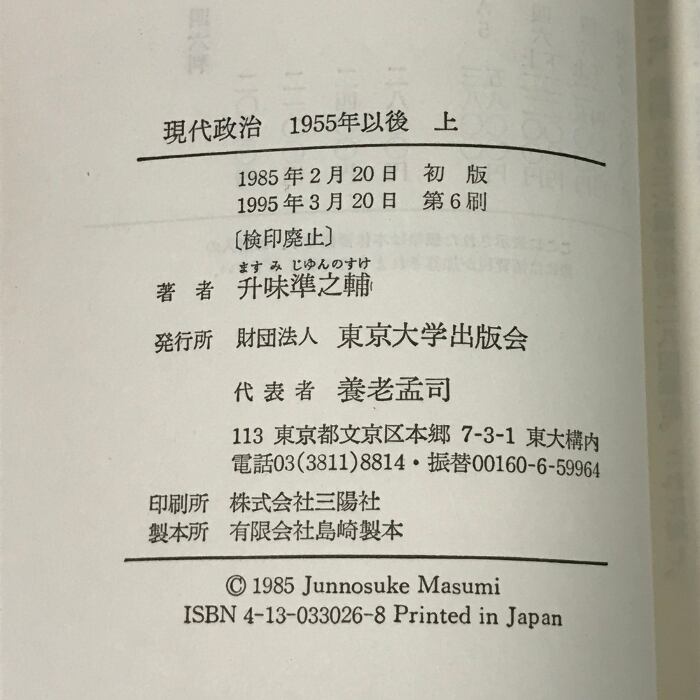 現代政治 1955年以後 上
1985年2月20日 初版
1995年3月20日 第6刷
〔検印廃止〕
ますみじゆんのすけ
著者 升味準之輔
発行所 財団法人 東京大学出版会
代表者 養老孟司
113 東京都文京区本郷 7-3-1 東大構内
電話03(3811)8814・振替00160-6-59964
印刷所 株式会社三陽社
製本所 有限会社島崎製本
© 1985 Junnosuke Masumi
ISBN 4-13-033026-8 Printed in Japan